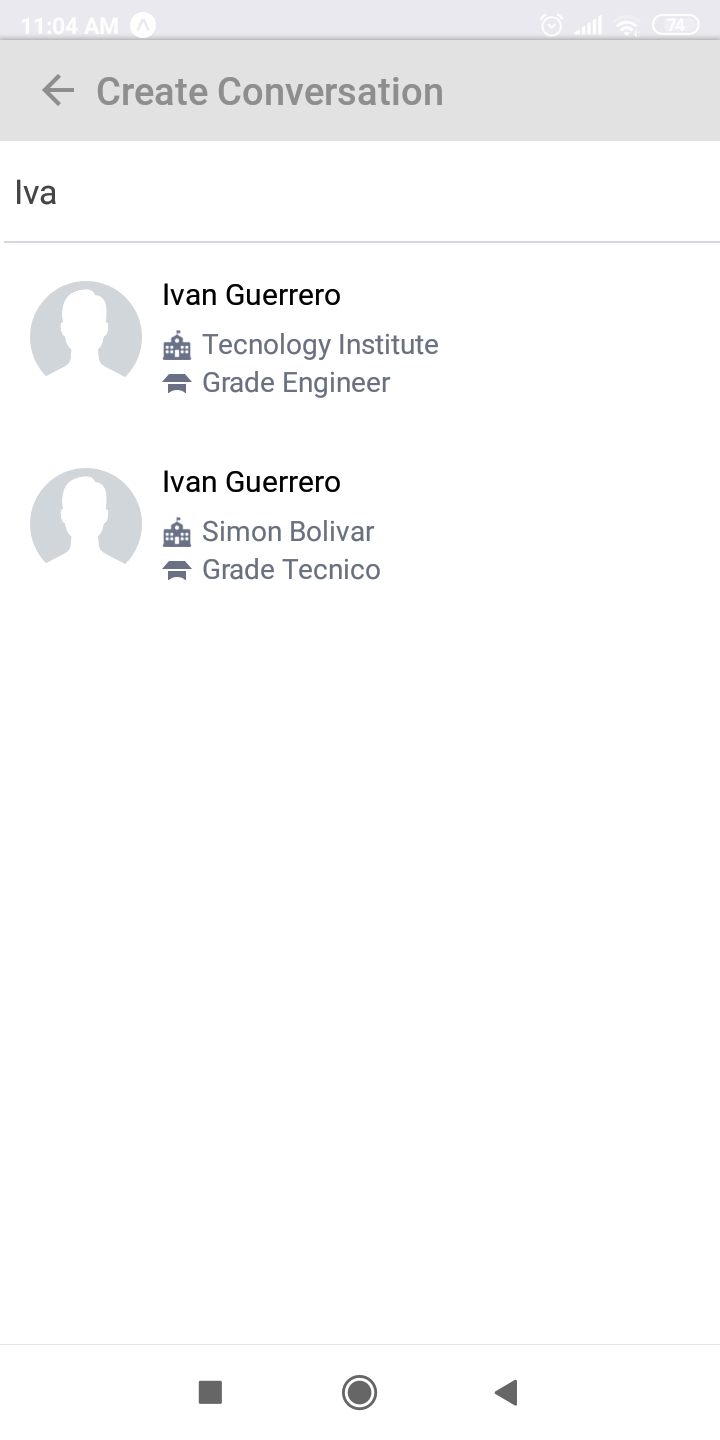 11:04 AM
74
Create Conversation
Iva
Ivan Guerrero
Tecnology Institute
Grade Engineer
Ivan Guerrero
Simon Bolivar
Grade Tecnico